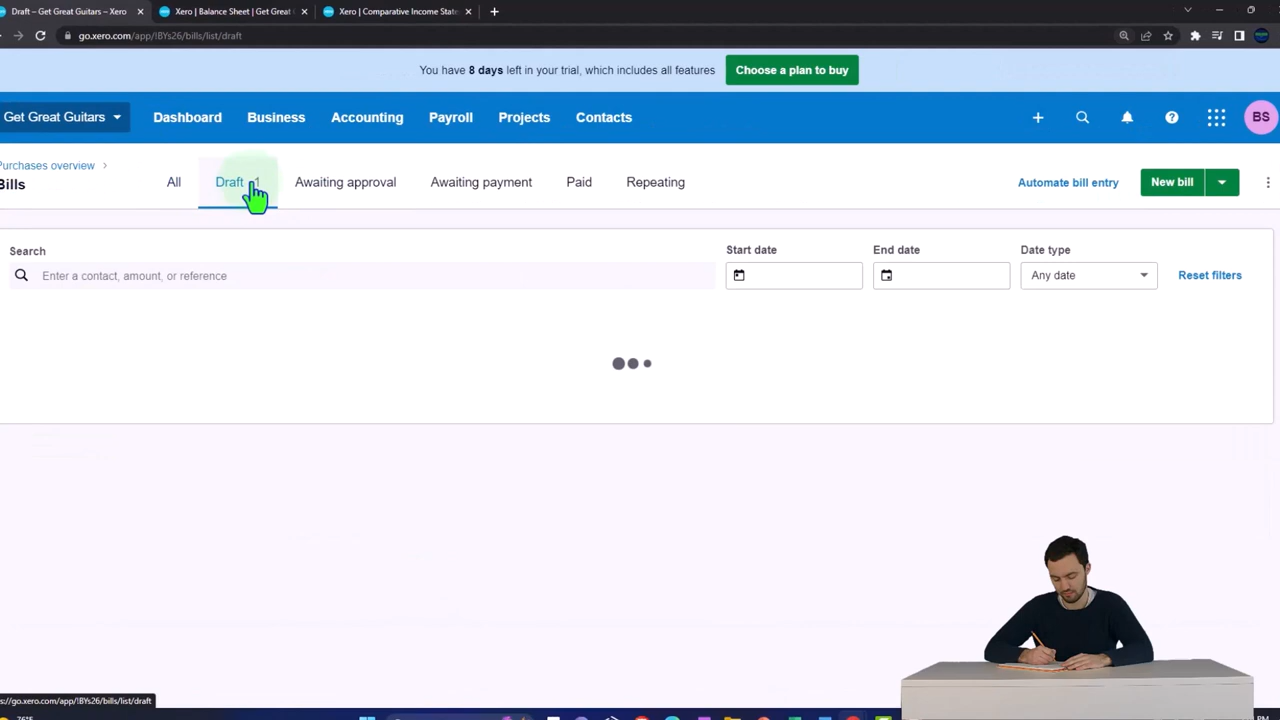 Draft – Get Great Guitars – Xero
Xero | Balance Sheet | Get Great
Xero | Comparative Income State
go.xero.com/app/!BYs26/bills/list/draft
You have 8 days left in your trial, which includes all features
Choose a plan to buy
Get Great Guitars
Dashboard
Business
Accounting
Payroll
Projects
Contacts
BS
Purchases overview
Bills
All
Draft 1
Awaiting approval
Awaiting payment
Paid
Repeating
Automate bill entry
New bill
Search
Start date
End date
Date type
Enter a contact, amount, or reference
Any date
Reset filters
s://go.xero.com/app/!BYs26/bills/list/draft
76°F